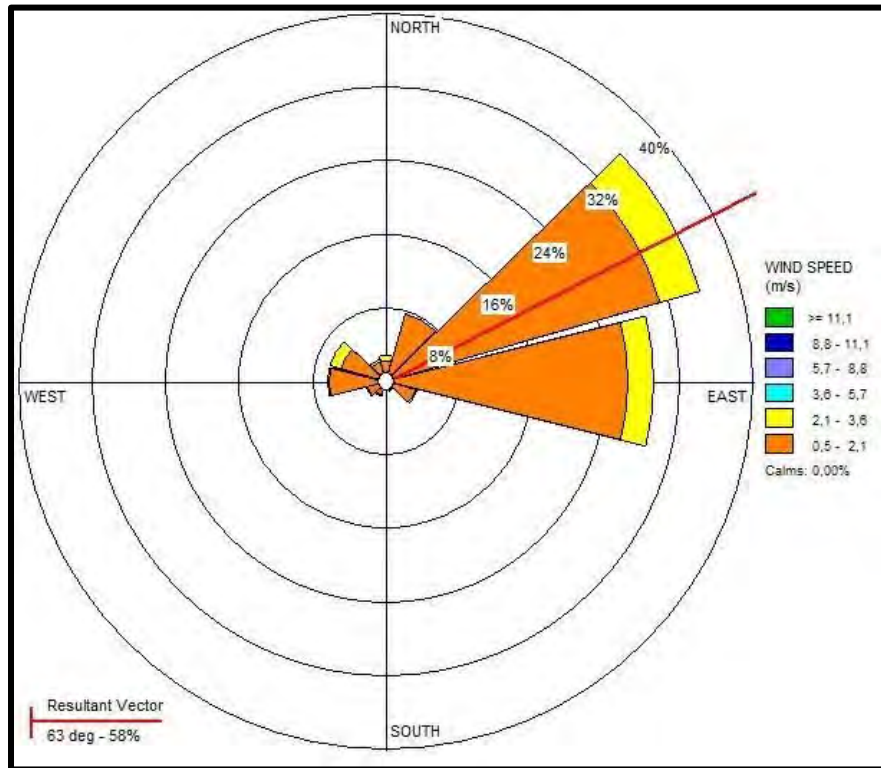 NORTH
40%
32%
24%
16%
8%
WEST
EAST
SOUTH
WIND SPEED
(m/s)
>= 11,1
8,8 - 11,1
5,7 - 8,8
3,6 - 5,7
2,1 - 3,6
0,5 - 2,1
Calms: 0,00%
Resultant Vector
63 deg - 58%